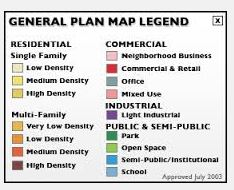 GENERAL PLAN MAP LEGEND X
RESIDENTIAL
Single Family
Low Density
Medium Density
High Density
Multi-Family
Very Low Density
Low Density
Medium Density
High Density
COMMERCIAL
Neighborhood Business
Commercial & Retail
Office
Mixed Use
INDUSTRIAL
Light Industrial
PUBLIC & SEMI-PUBLIC
Park
Open Space
Semi-Public/Institutional
School
Approved July 2003